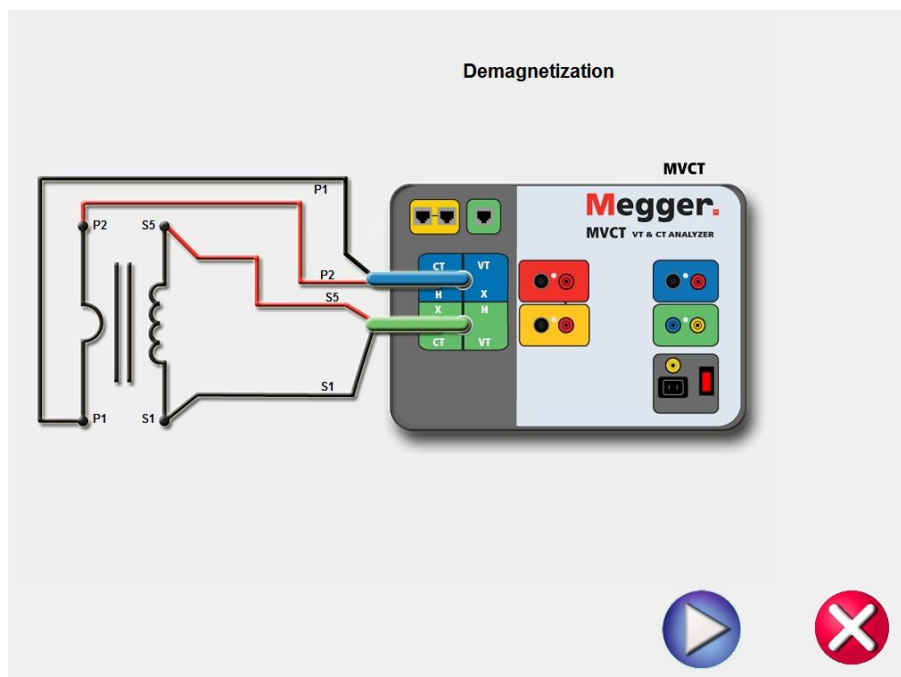 Demagnetization
MVCT
P1
Megger.
MVCT VT & CT ANALYZER
P2
S5
CT VT
P2
H X
S5
X H
CT VT
S1
P1
S1